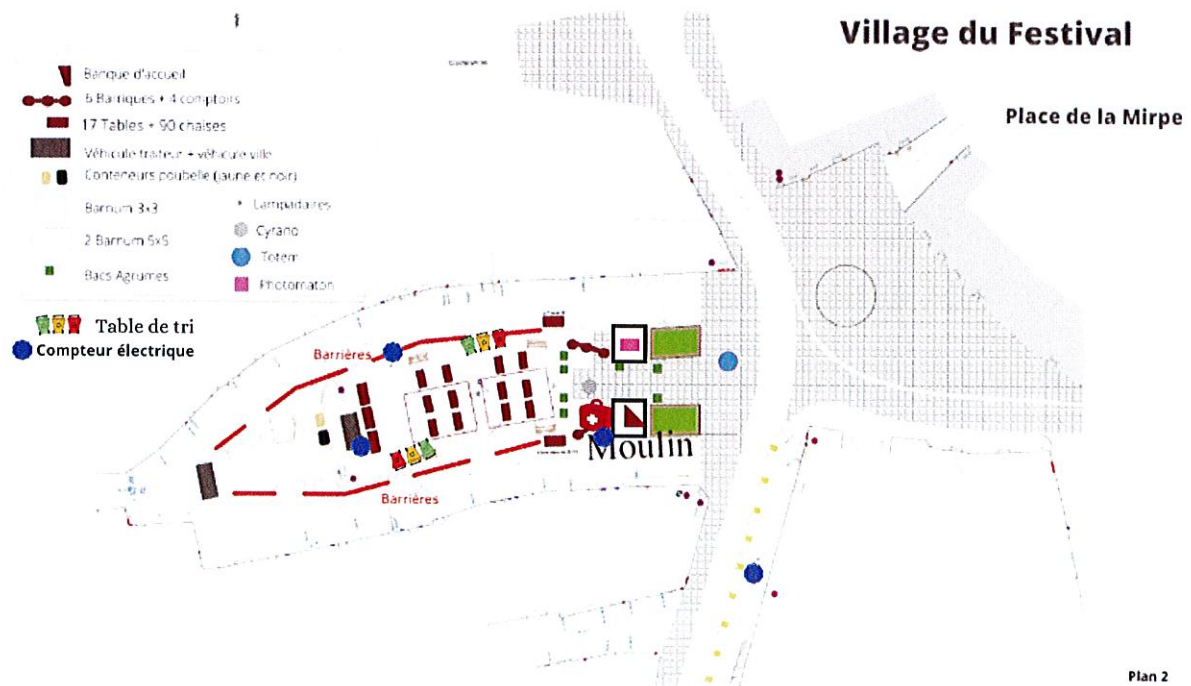 Village du Festival
Place de la Mirpe
Banque d'accueil
6 Barriques + 4 comptoirs
17 Tables + 90 chaises
Véhicule traiteur + véhicule ville
Conteneurs poubelle (jaune et noir)
Barnum 3x3
2 Barnum 5x5
Bacs Agrumes
Lampadaires
Cyrano
Totem
Photomaton
Table de tri
Compteur électrique
Barrières
Moulin
Barrières
Plan 2